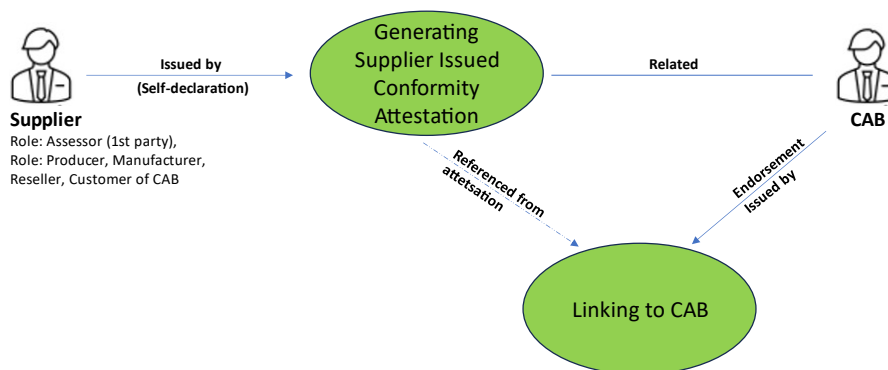 Generating
Supplier Issued
Conformity
Attestation
Issued by
(Self-declaration)
Related
Supplier
Role: Assessor (1st party),
Role: Producer, Manufacturer,
Reseller, Customer of CAB
CAB
Referenced from
attetsation
Endorsement
Issued by
Linking to CAB